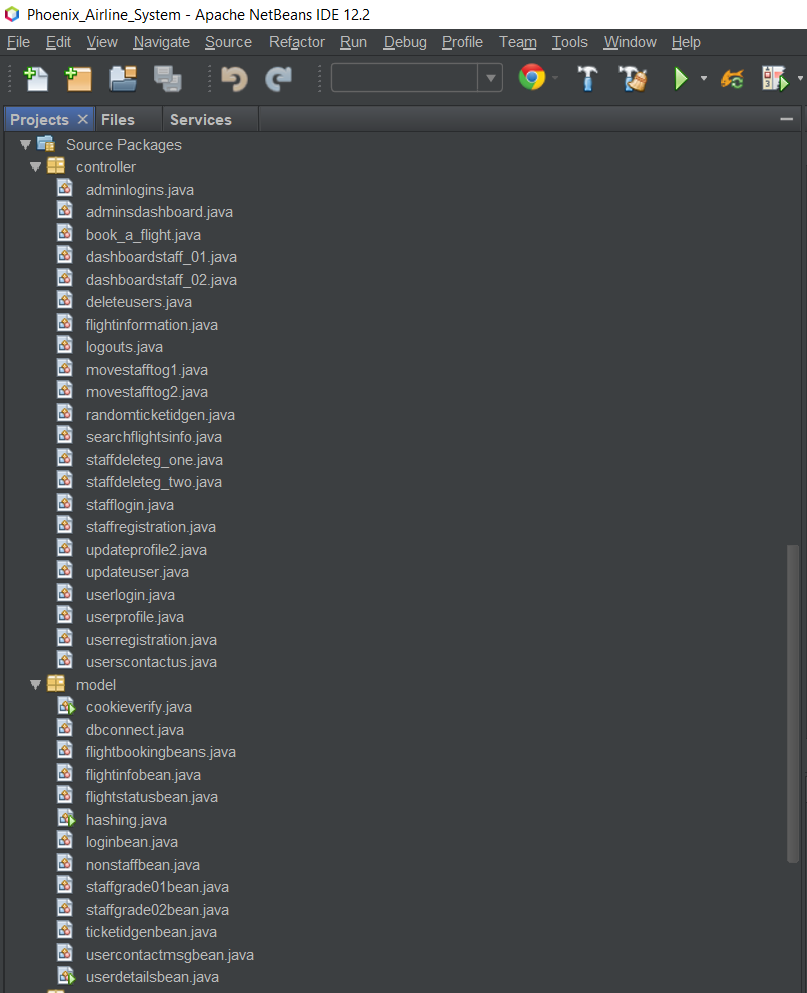 Phoenix_Airline_System - Apache NetBeans IDE 12.2
File Edit View Navigate Source Refactor Run Debug Profile Team Tools Window Help
Projects Files Services
Source Packages
controller
adminlogins.java
adminsdashboard.java
book_a_flight.java
dashboardstaff_01.java
dashboardstaff_02.java
deleteusers.java
flightinformation.java
logouts.java
movestafftog1.java
movestafftog2.java
randomticketidgen.java
searchflightsinfo.java
staffdeleteg_one.java
staffdeleteg_two.java
stafflogin.java
staffregistration.java
updateprofile2.java
updateuser.java
userlogin.java
userprofile.java
userregistration.java
userscontactus.java
model
cookieverify.java
dbconnect.java
flightbookingbeans.java
flightinfobean.java
flightstatusbean.java
hashing.java
loginbean.java
nonstaffbean.java
staffgrade01bean.java
staffgrade02bean.java
ticketidgenbean.java
usercontactmsgbean.java
userdetailsbean.java